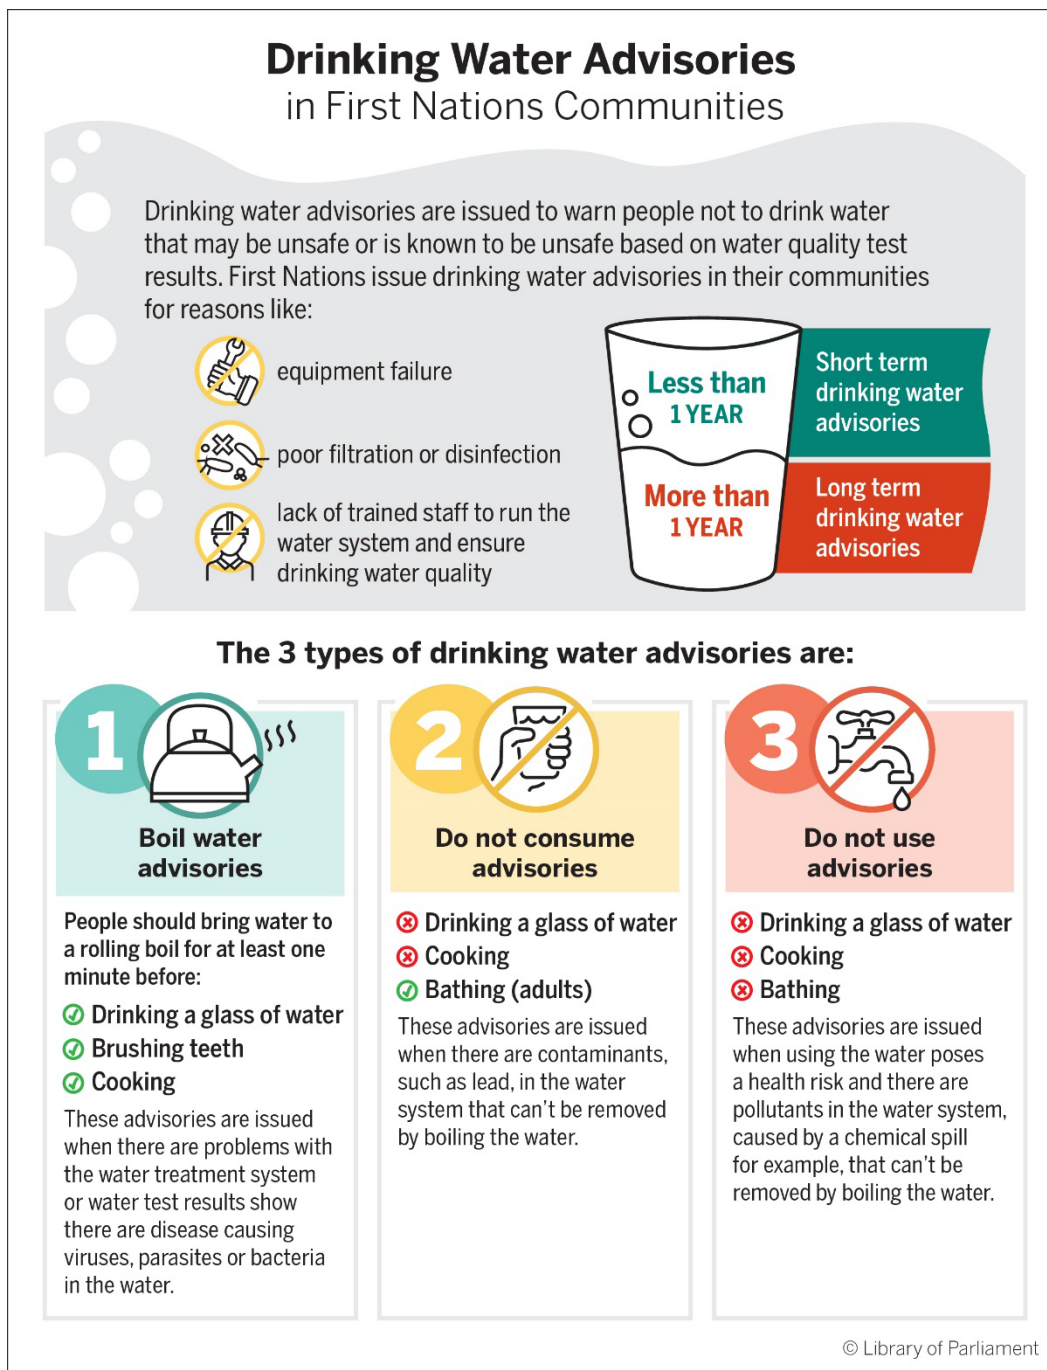 Drinking Water Advisories
in First Nations Communities
Drinking water advisories are issued to warn people not to drink water
that may be unsafe or is known to be unsafe based on water quality test
results. First Nations issue drinking water advisories in their communities
for reasons like:
equipment failure
poor filtration or disinfection
lack of trained staff to run the
water system and ensure
drinking water quality
Less than
1 YEAR
Short term
drinking water
advisories
More than
1 YEAR
Long term
drinking water
advisories
The 3 types of drinking water advisories are:
1
Boil water
advisories
People should bring water to
a rolling boil for at least one
minute before:
Drinking a glass of water
Brushing teeth
Cooking
These advisories are issued
when there are problems with
the water treatment system
or water test results show
there are disease causing
viruses, parasites or bacteria
in the water.
2
Do not consume
advisories
Drinking a glass of water
Cooking
Bathing (adults)
These advisories are issued
when there are contaminants,
such as lead, in the water
system that can't be removed
by boiling the water.
3
Do not use
advisories
Drinking a glass of water
Cooking
Bathing
These advisories are issued
when using the water poses
a health risk and there are
pollutants in the water system,
caused by a chemical spill
for example, that can't be
removed by boiling the water.
© Library of Parliament